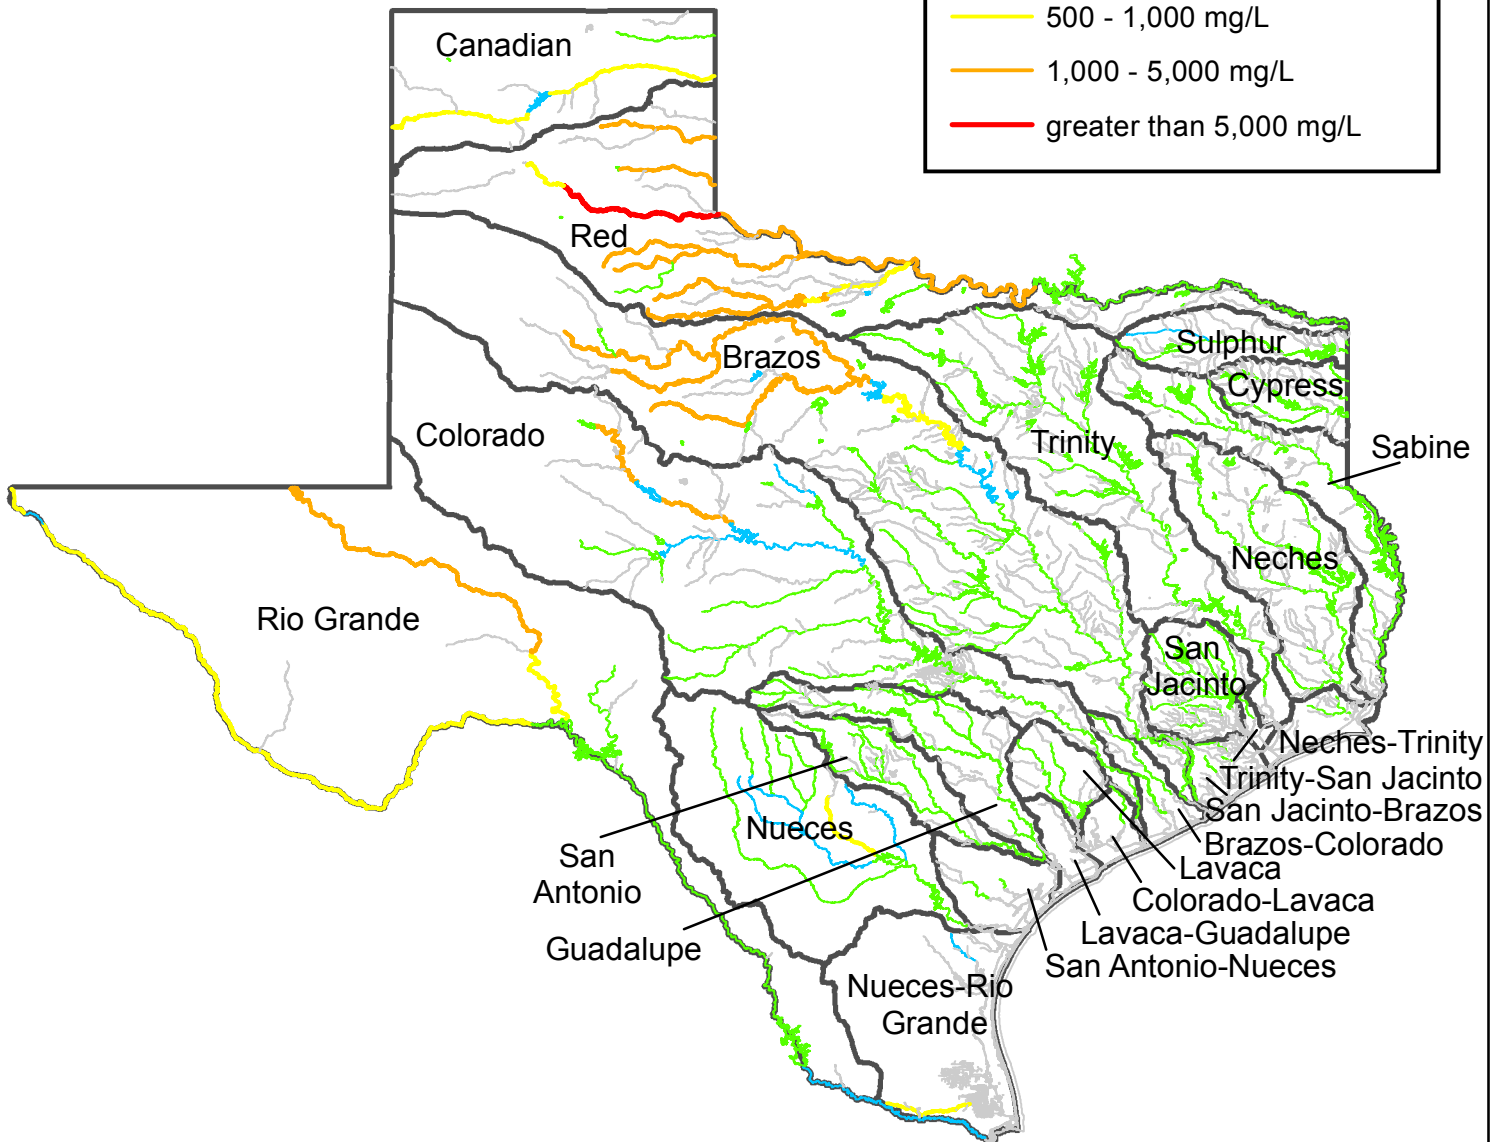 500 - 1,000 mg/L
1,000 - 5,000 mg/L
greater than 5,000 mg/L
Canadian
Red
Brazos
Sulphur
Cypress
Colorado
Trinity
Sabine
Neches
Rio Grande
San
Jacinto
Neches-Trinity
Trinity-San Jacinto
San Jacinto-Brazos
Nueces
Brazos-Colorado
San
Antonio
Lavaca
Colorado-Lavaca
Guadalupe
Lavaca-Guadalupe
San Antonio-Nueces
Nueces-Rio
Grande